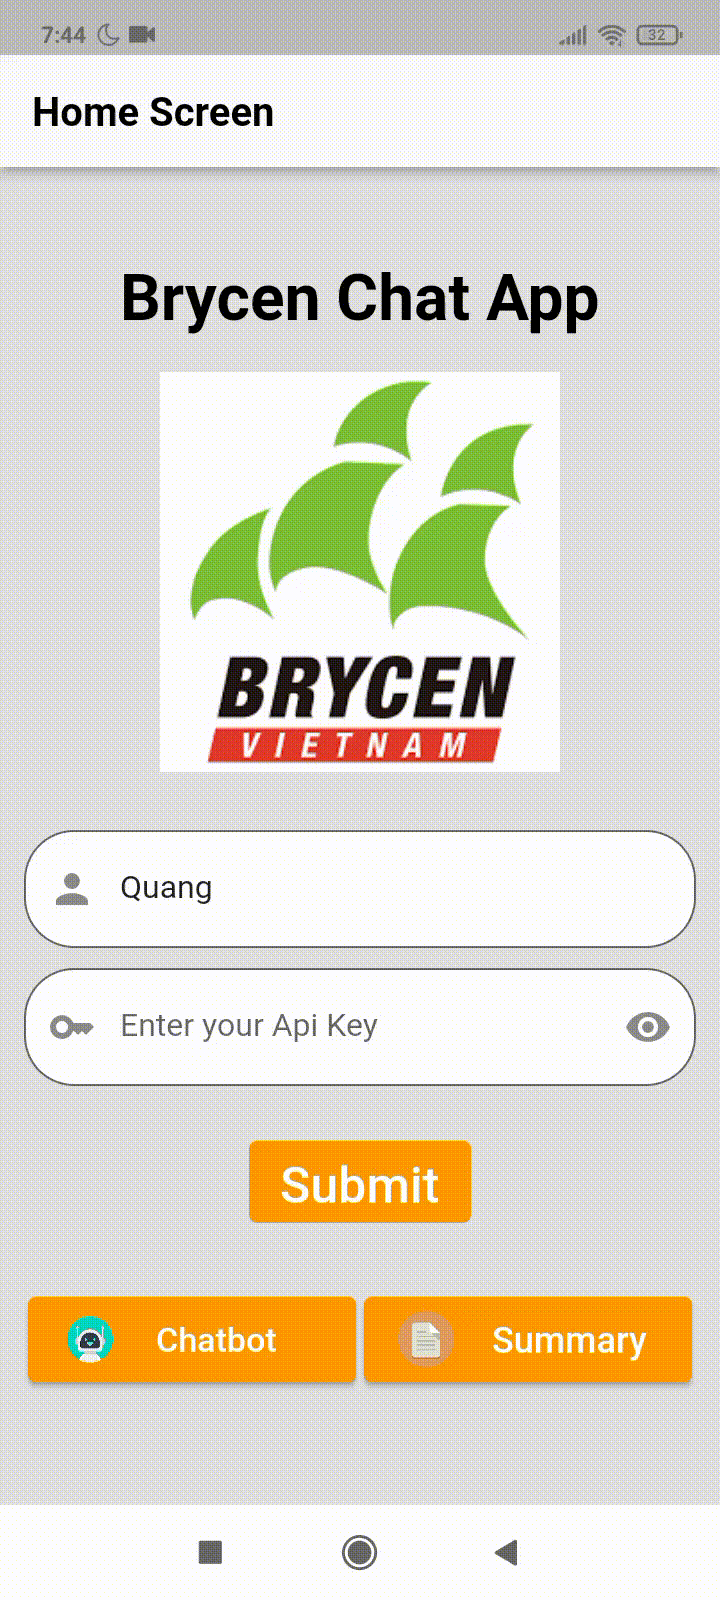 7:44 32
Home Screen
Brycen Chat App
BRYCEN
VIETNAM
Quang
Enter your Api Key
Submit
Chatbot Summary